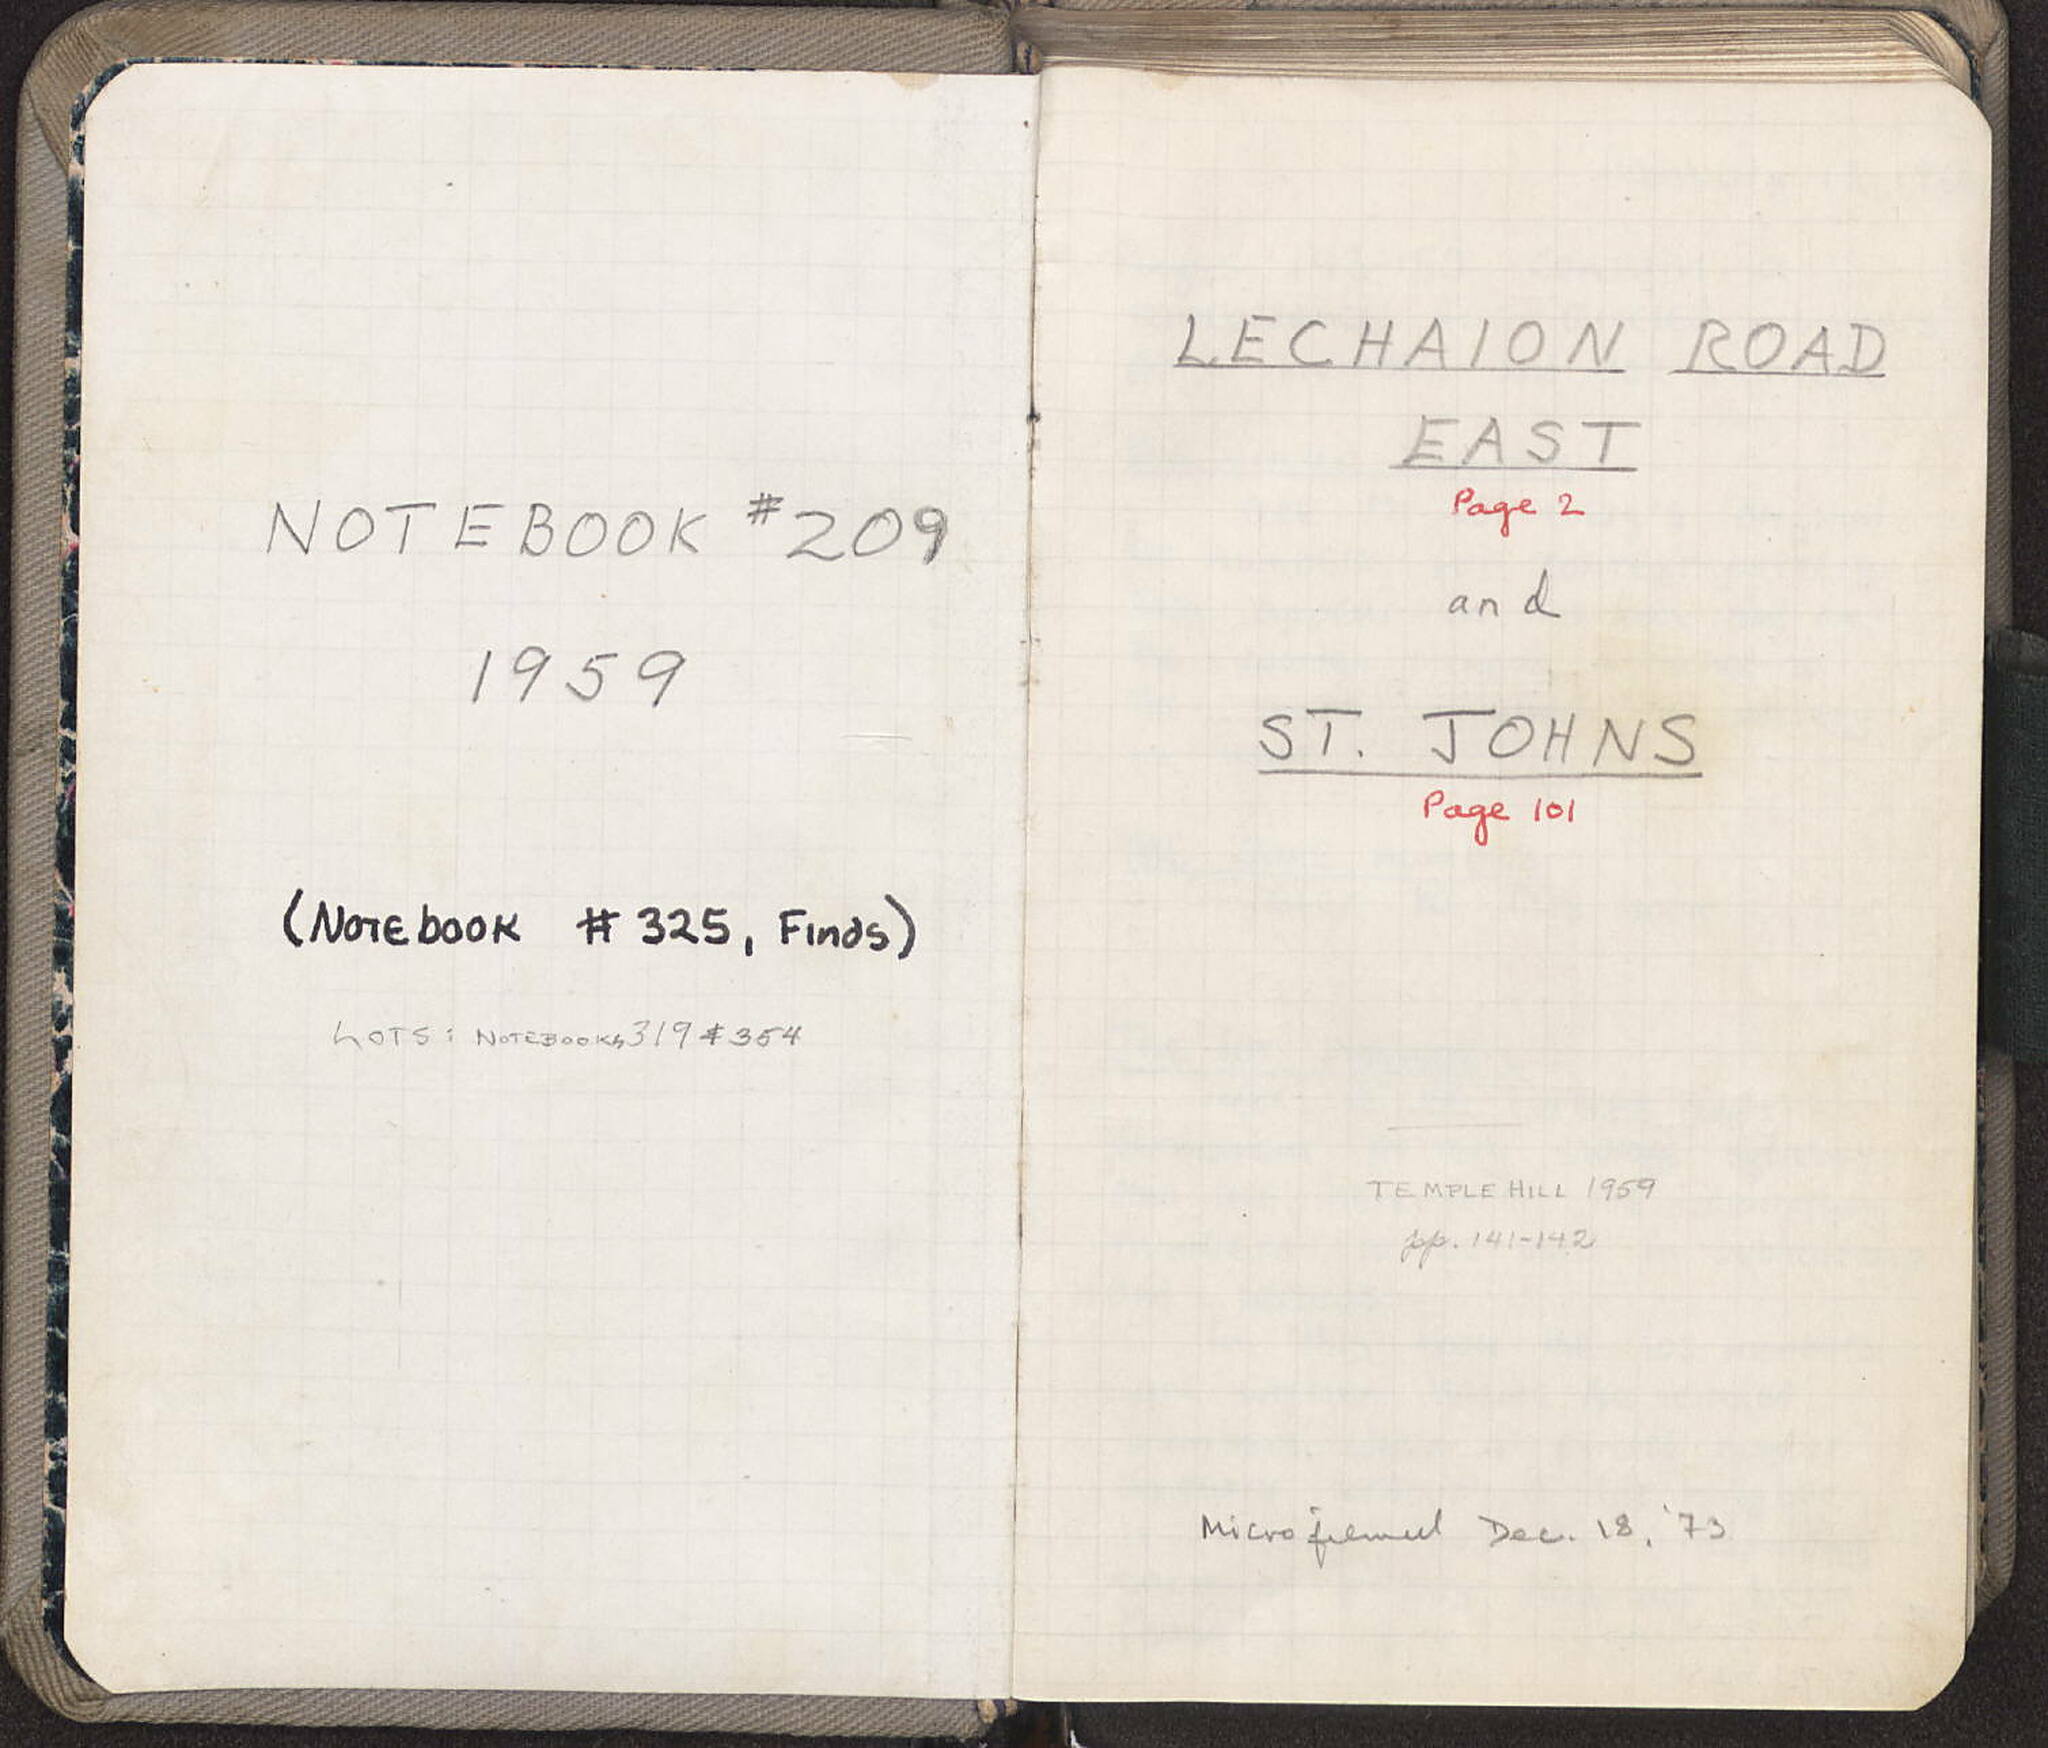 NOTEBOOK #209
1959
(NOTEbOOK # 325, Finds)
LOTS: NOTEBOOKS 319 & 354
LECHAION ROAD
EAST
Page 2
and
ST. JOHNS
Page 101
TEMPLE HILL 1959
pp. 141-142
Microfilmed Dec. 18, '73